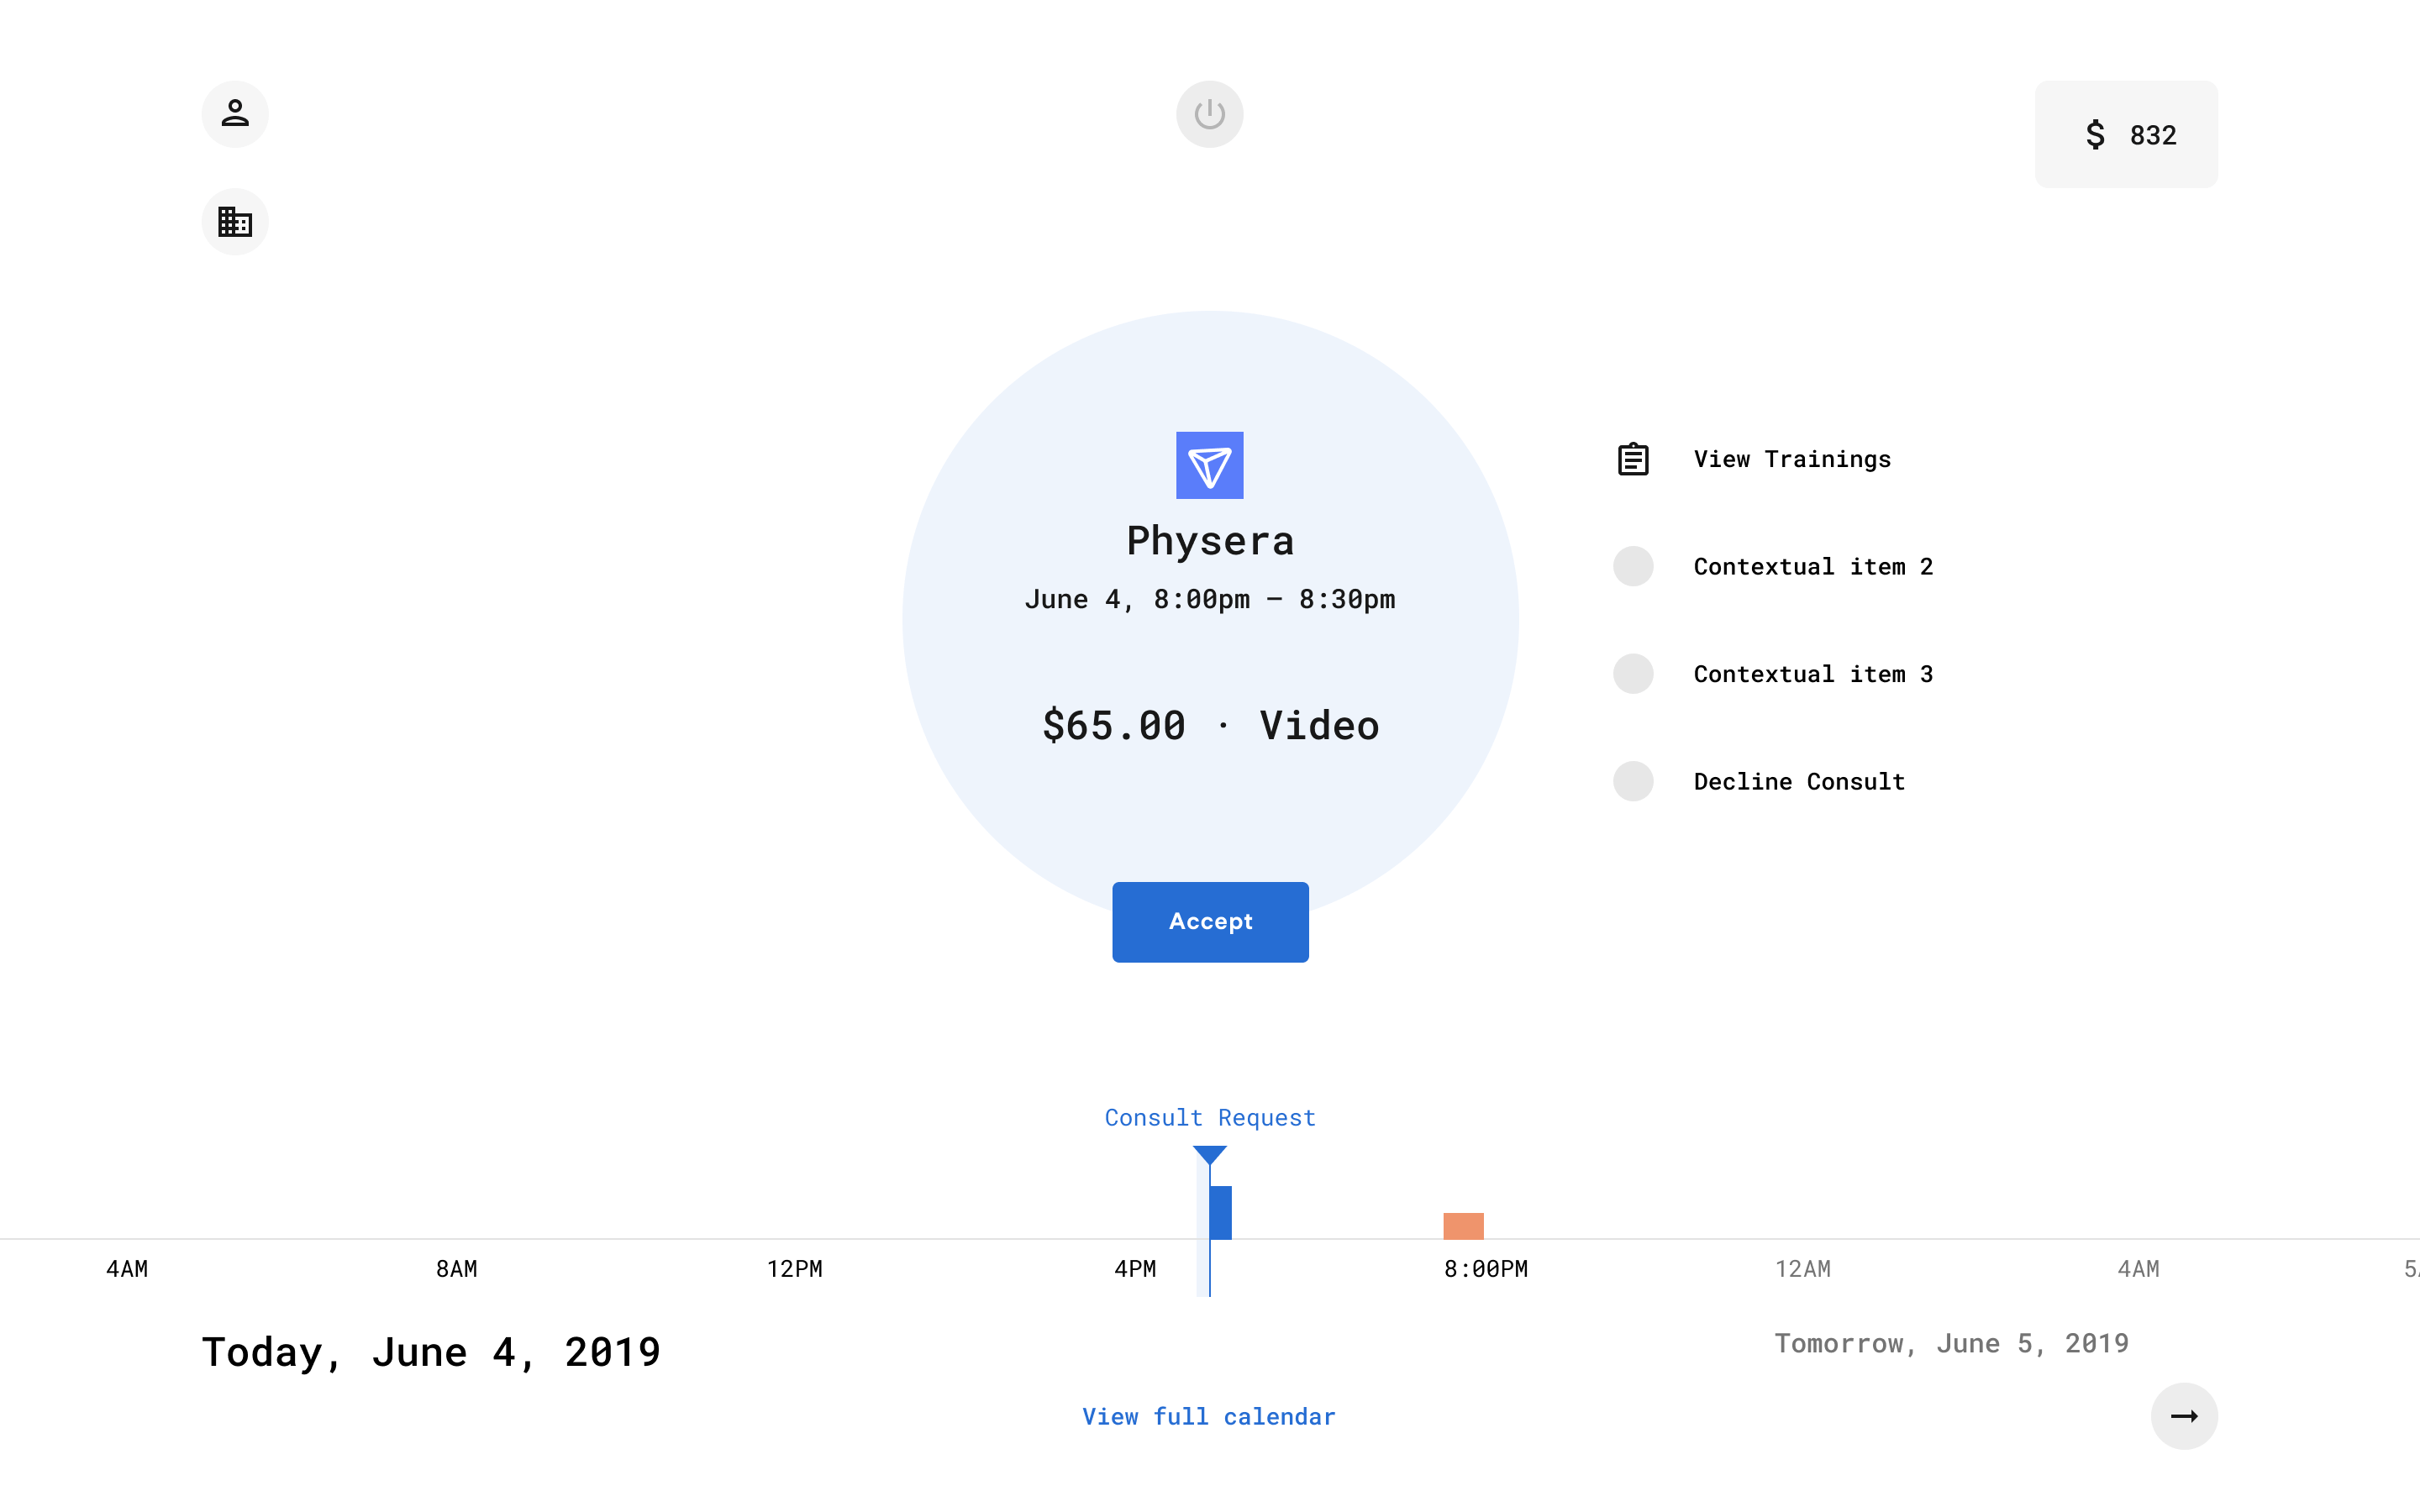 $ 832
Physera
June 4, 8:00pm – 8:30pm
$65.00 · Video
Accept
View Trainings
Contextual item 2
Contextual item 3
Decline Consult
Consult Request
4AM 8AM 12PM 4PM 8:00PM 12AM 4AM
Today, June 4, 2019
Tomorrow, June 5, 2019
View full calendar